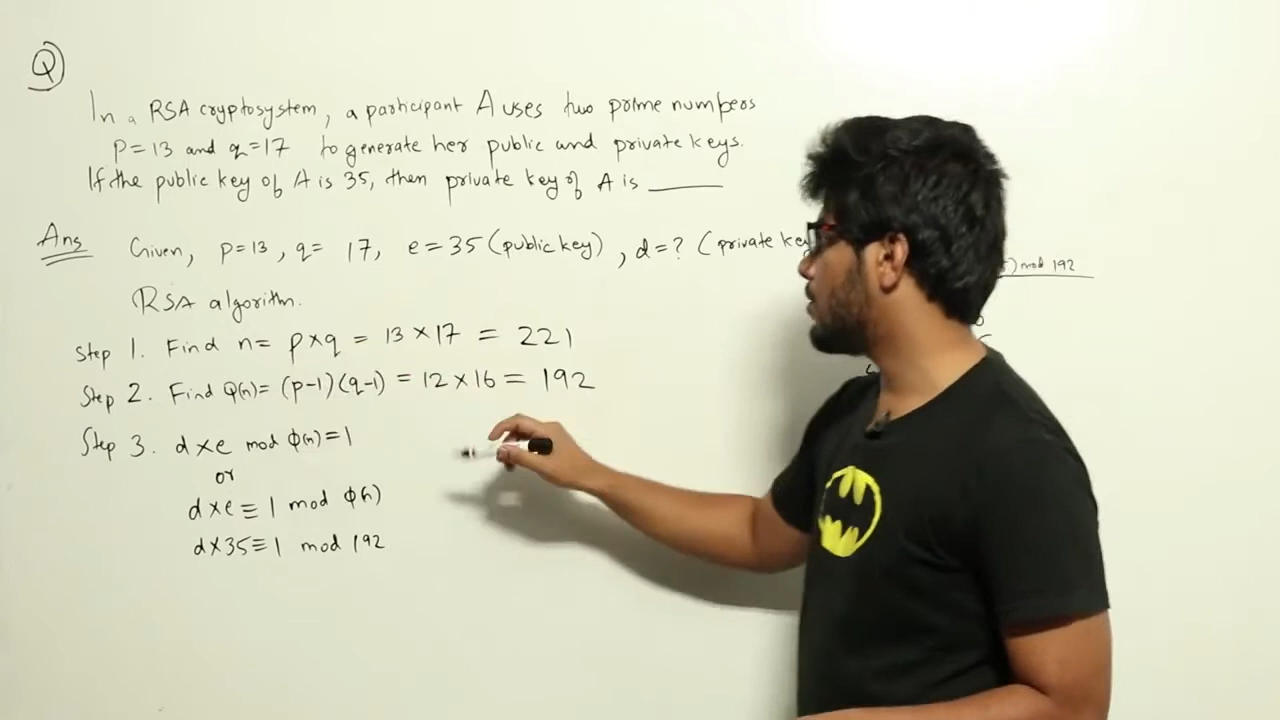 Q
In a RSA cryptosystem, a participant A uses two prime numbers
P=13 and q=17 to generate her public and private keys.
If the public key of A is 35, then private key of A is ____
Ans Given, p=13, q= 17, e=35 (public key), d=? (private key
) mod 192
RSA algorithm.
Step 1. Find n= p×q = 13×17 = 221
Step 2. Find Q(n)= (p-1)(q-1) = 12×16 = 192
Step 3. d×e mod ϕ(n)=1
or
d×e≡1 mod ϕ(n)
d×35≡1 mod 192